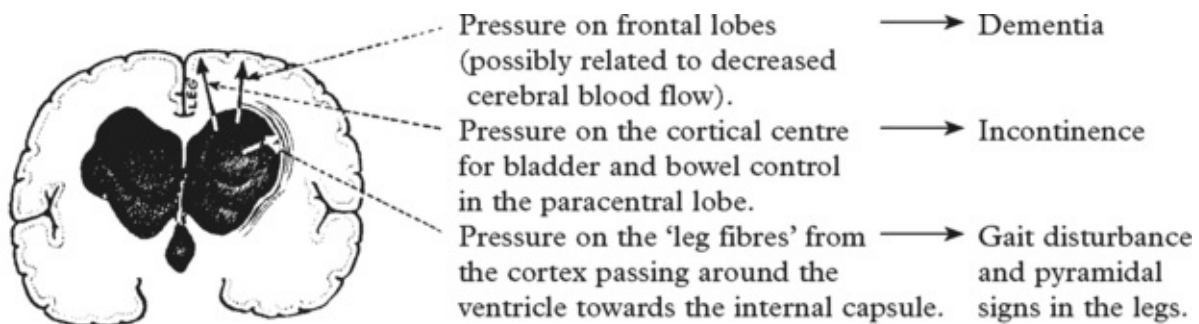 Pressure on frontal lobes → Dementia
(possibly related to decreased
cerebral blood flow).
LEG
Pressure on the cortical centre → Incontinence
for bladder and bowel control
in the paracentral lobe.
Pressure on the ‘leg fibres’ from → Gait disturbance
the cortex passing around the and pyramidal
ventricle towards the internal capsule. signs in the legs.